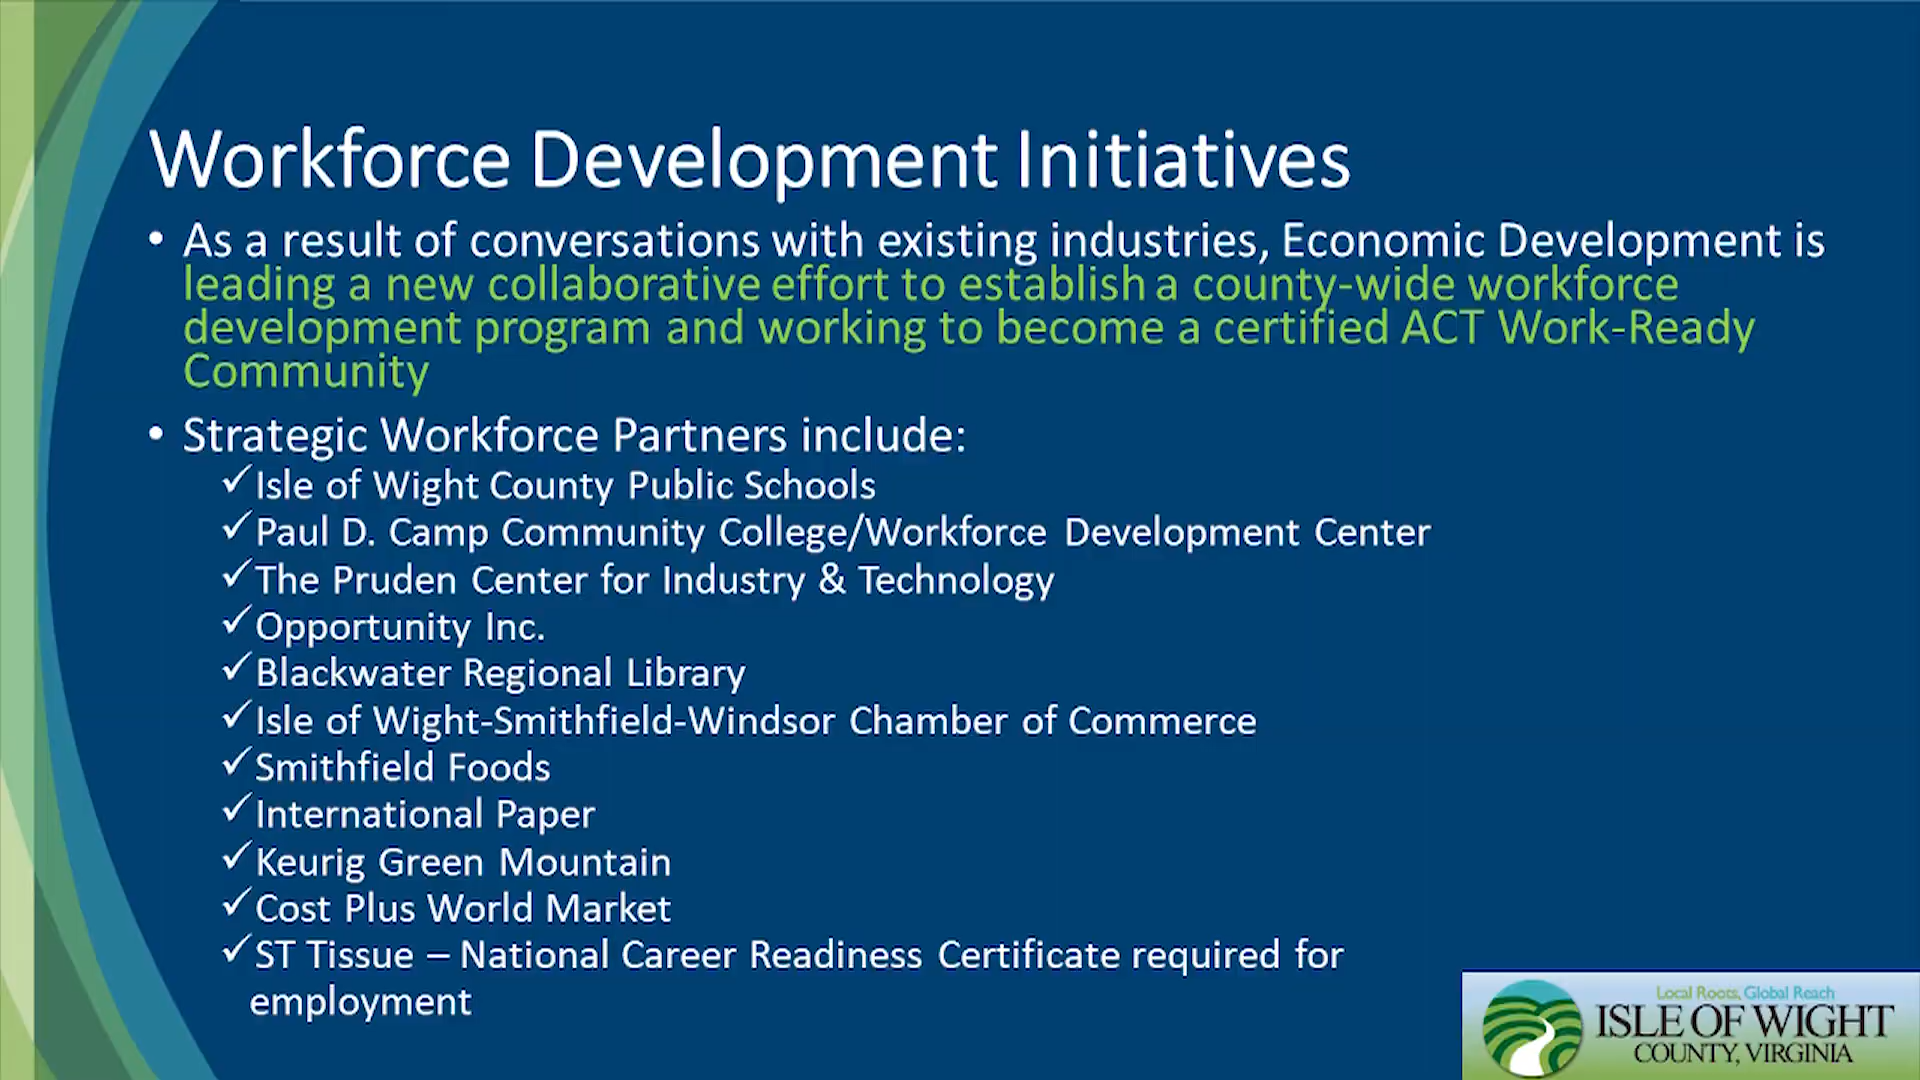 Workforce Development Initiatives
• As a result of conversations with existing industries, Economic Development is
leading a new collaborative effort to establish a county-wide workforce
development program and working to become a certified ACT Work-Ready
Community
• Strategic Workforce Partners include:
✓Isle of Wight County Public Schools
✓Paul D. Camp Community College/Workforce Development Center
✓The Pruden Center for Industry & Technology
✓Opportunity Inc.
✓Blackwater Regional Library
✓Isle of Wight-Smithfield-Windsor Chamber of Commerce
✓Smithfield Foods
✓International Paper
✓Keurig Green Mountain
✓Cost Plus World Market
✓ST Tissue – National Career Readiness Certificate required for
employment
Local Roots, Global Reach
ISLE OF WIGHT
COUNTY, VIRGINIA